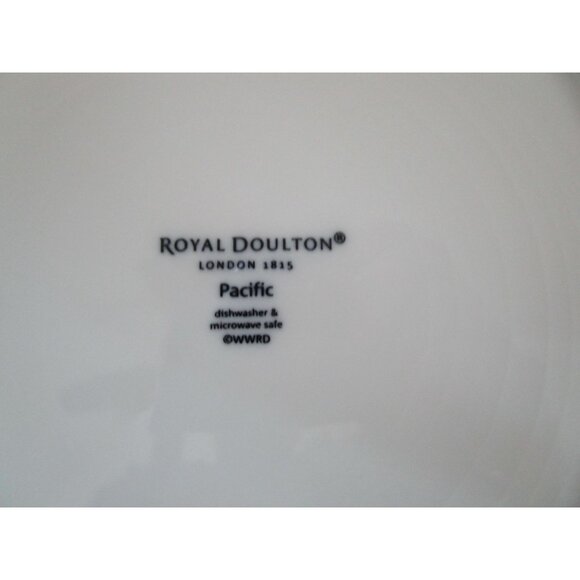 ROYAL DOULTON®
LONDON 1815
Pacific
dishwasher &
microwave safe
©WWRD